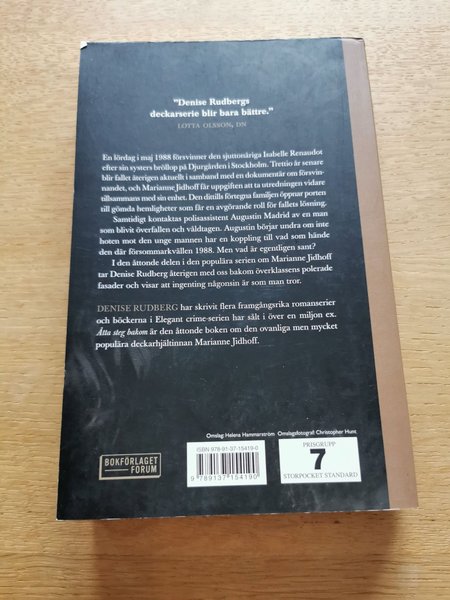 "Denise Rudbergs
deckarserie blir bara bättre."
LOTTA OLSSON, DN
En lördag i maj 1988 försvinner den sjuttonåriga Isabelle Renaudot
efter sin systers bröllop på Djurgården i Stockholm. Trettio år senare
blir fallet återigen aktuellt i samband med en dokumentär om försvin-
nandet, och Marianne Jidhoff får uppgiften att ta utredningen vidare
tillsammans med sin enhet. Den dittills förtegna familjen öppnar porten
till gömda hemligheter som får en avgörande roll för fallets lösning.
Samtidigt kontaktas polisassistent Augustin Madrid av en man
som blivit överfallen och våldtagen. Augustin börjar undra om inte
hoten mot den unge mannen har en koppling till vad som hände
den där försommarkvällen 1988. Men vad är egentligen sant?
I den åttonde delen i den populära serien om Marianne Jidhoff
tar Denise Rudberg återigen med oss bakom överklassens polerade
fasader och visar att ingenting någonsin är som man tror.
DENISE RUDBERG har skrivit flera framgångsrika romanserier
och böckerna i Elegant crime-serien har sålt i över en miljon ex.
Åtta steg bakom är den åttonde boken om den ovanliga men mycket
populära deckarhjältinnan Marianne Jidhoff.
Omslag: Helena Hammarström Omslagsfotograf: Christopher Hunt
BOKFÖRLAGET
FORUM
ISBN 978-91-37-15419-0
9 789137 154190
PRISGRUPP
7
STORPOCKET STANDARD